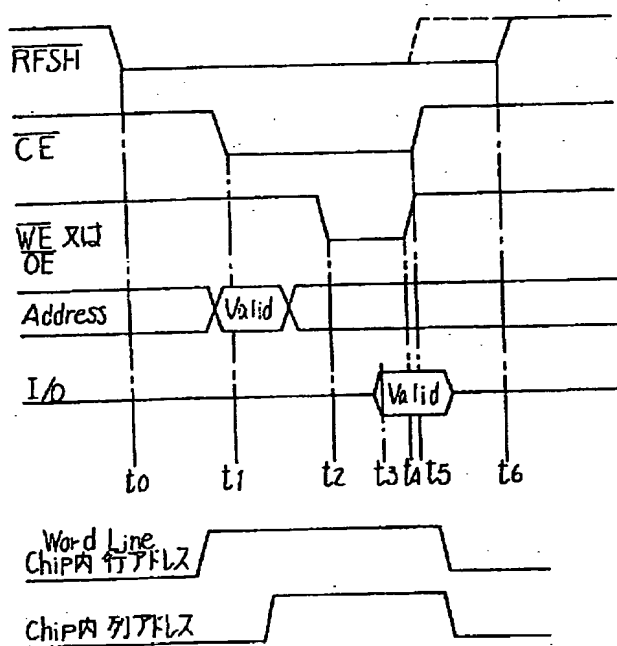 RFSH
CE
WE 又は
OE
Address
Valid
I/O
Valid
t0 t1 t2 t3 t4 t5 t6
Word Line
Chip内 行アドレス
Chip内 列アドレス